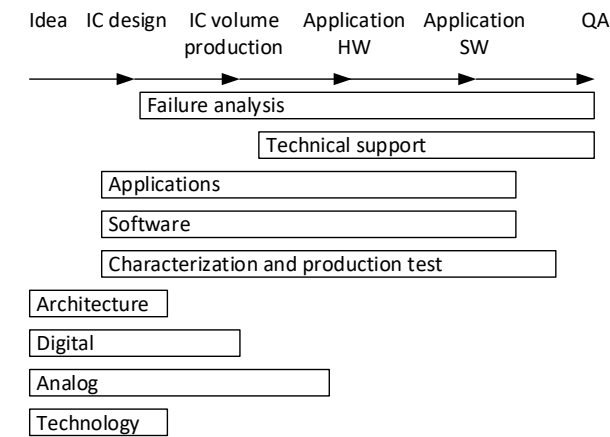 Idea IC design IC volume Application Application QA
production HW SW
Failure analysis
Technical support
Applications
Software
Characterization and production test
Architecture
Digital
Analog
Technology